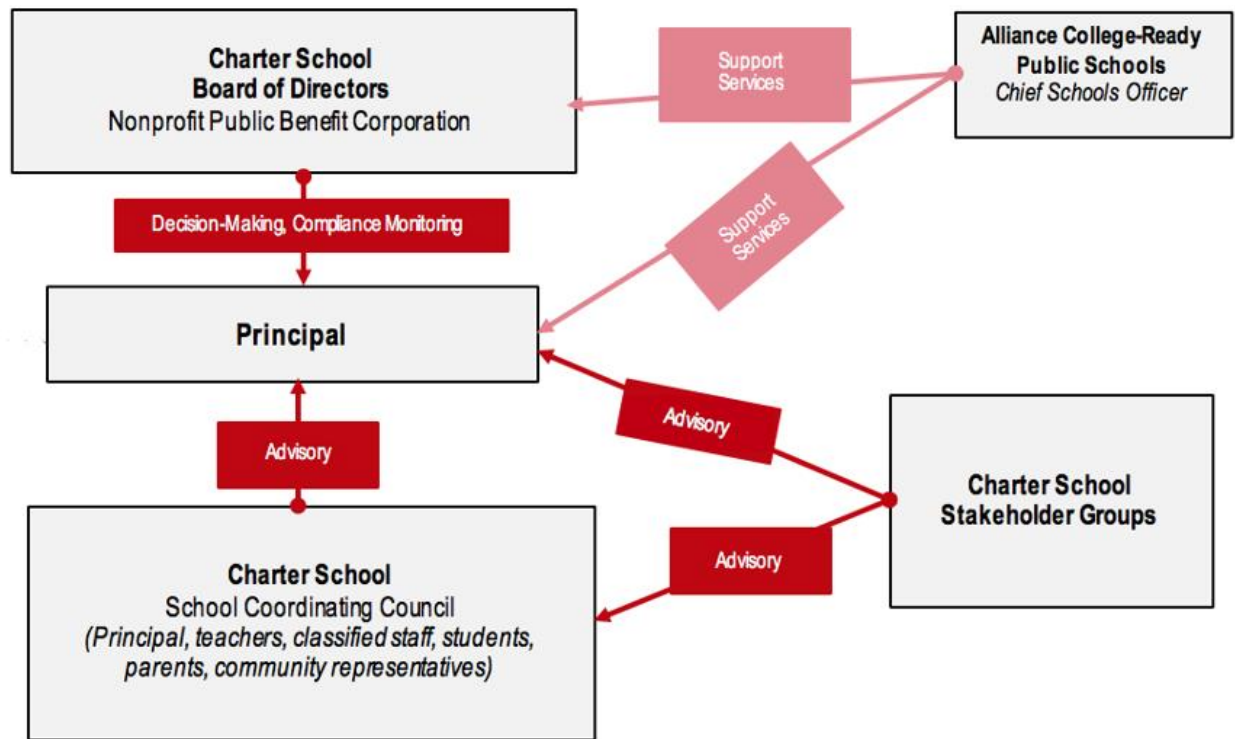 Charter School
Board of Directors
Nonprofit Public Benefit Corporation
Support
Services
Alliance College-Ready
Public Schools
Chief Schools Officer
Decision-Making, Compliance Monitoring
Support
Services
Principal
Advisory
Advisory
Charter School
Stakeholder Groups
Advisory
Charter School
School Coordinating Council
(Principal, teachers, classified staff, students,
parents, community representatives)